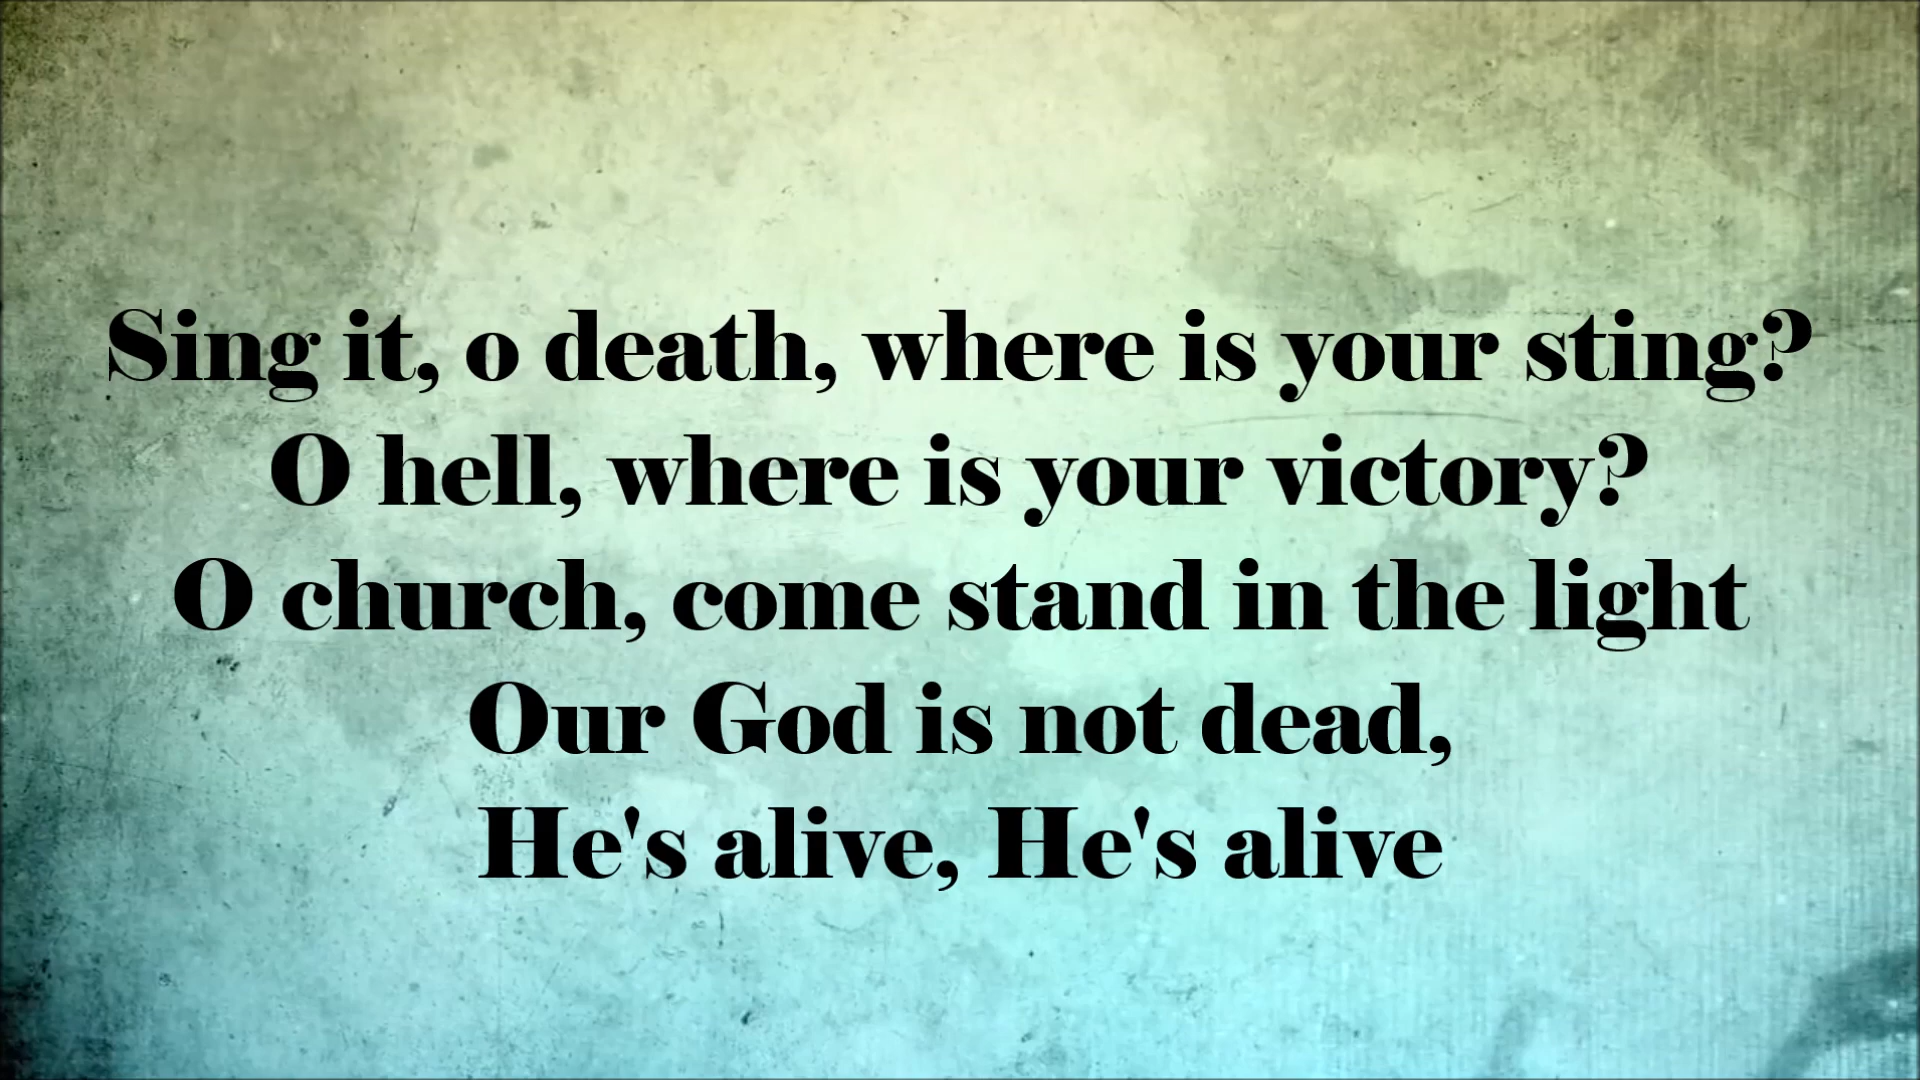 Sing it, o death, where is your sting?
O hell, where is your victory?
O church, come stand in the light
Our God is not dead,
He's alive, He's alive